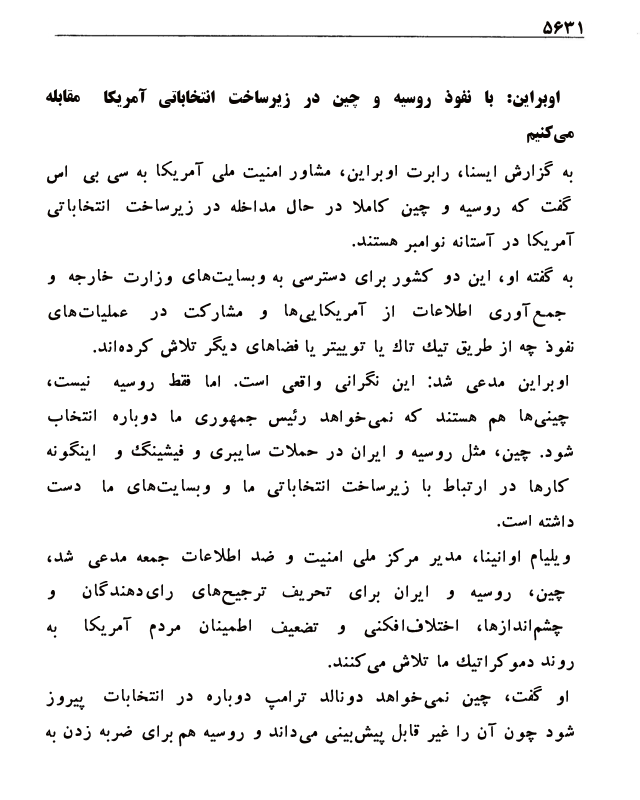 ۵۶۳۱
اوبراین: با نفوذ روسیه و چین در زیرساخت انتخاباتی آمریکا مقابله
می‌کنیم
به گزارش ایسنا، رابرت اوبراین، مشاور امنیت ملی آمریکا به سی بی اس
گفت که روسیه و چین کاملا در حال مداخله در زیرساخت انتخاباتی
آمریکا در آستانه نوامبر هستند.
به گفته او، این دو کشور برای دسترسی به وبسایت‌های وزارت خارجه و
جمع‌آوری اطلاعات از آمریکایی‌ها و مشارکت در عملیات‌های
نفوذ چه از طریق تیك تاك یا توییتر یا فضاهای دیگر تلاش کرده‌اند.
اوبراین مدعی شد: این نگرانی واقعی است. اما فقط روسیه نیست،
چینی‌ها هم هستند که نمی‌خواهد رئیس جمهوری ما دوباره انتخاب
شود. چین، مثل روسیه و ایران در حملات سایبری و فیشینگ و اینگونه
کارها در ارتباط با زیرساخت انتخاباتی ما و وبسایت‌های ما دست
داشته است.
ویلیام اوانینا، مدیر مرکز ملی امنیت و ضد اطلاعات جمعه مدعی شد،
چین، روسیه و ایران برای تحریف ترجیح‌های رای‌دهندگان و
چشم‌اندازها، اختلاف‌افکنی و تضعیف اطمینان مردم آمریکا به
روند دموکراتیك ما تلاش می‌کنند.
او گفت، چین نمی‌خواهد دونالد ترامپ دوباره در انتخابات پیروز
شود چون آن را غیر قابل پیش‌بینی می‌داند و روسیه هم برای ضربه زدن به